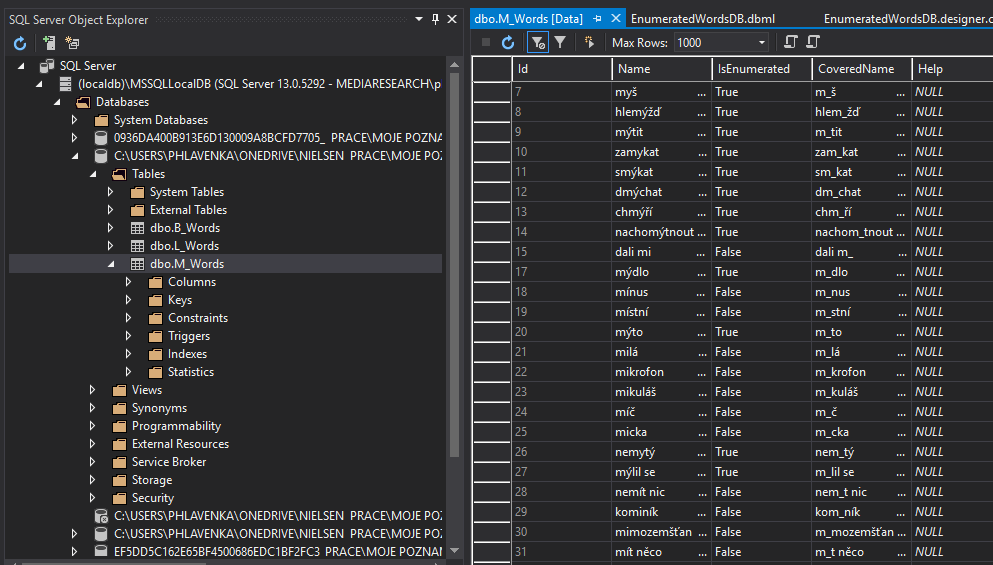 SQL Server Object Explorer
SQL Server
(localdb)\MSSQLLocalDB (SQL Server 13.0.5292 - MEDIARESEARCH\p
Databases
System Databases
0936DA400B913E6D130009A8BCFD7705_ PRACE\MOJE POZNA
C:\USERS\PHLAVENKA\ONEDRIVE\NIELSEN PRACE\MOJE POZ
Tables
System Tables
External Tables
dbo.B_Words
dbo.L_Words
dbo.M_Words
Columns
Keys
Constraints
Triggers
Indexes
Statistics
Views
Synonyms
Programmability
External Resources
Service Broker
Storage
Security
C:\USERS\PHLAVENKA\ONEDRIVE\NIELSEN PRACE\MOJE POZ
C:\USERS\PHLAVENKA\ONEDRIVE\NIELSEN PRACE\MOJE POZ
EF5DD5C162E65BF4500686EDC1BF2FC3 PRACE\MOJE POZNAM
dbo.M_Words [Data] EnumeratedWordsDB.dbml EnumeratedWordsDB.designer.c
Max Rows: 1000
Id Name IsEnumerated CoveredName Help
7 myš ... True m_š ... NULL
8 hlemýžď ... True hlem_žď ... NULL
9 mýtit ... True m_tit ... NULL
10 zamykat ... True zam_kat ... NULL
11 smýkat ... True sm_kat ... NULL
12 dmýchat ... True dm_chat ... NULL
13 chmýří ... True chm_ří ... NULL
14 nachomýtnout ... True nachom_tnout ... NULL
15 dali mi ... False dali m_ ... NULL
17 mýdlo ... True m_dlo ... NULL
18 mínus ... False m_nus ... NULL
19 místní ... False m_stní ... NULL
20 mýto ... True m_to ... NULL
21 milá ... False m_lá ... NULL
22 mikrofon ... False m_krofon ... NULL
23 mikuláš ... False m_kuláš ... NULL
24 míč ... False m_č ... NULL
25 micka ... False m_cka ... NULL
26 nemytý ... True nem_tý ... NULL
27 mýlil se ... True m_lil se ... NULL
28 nemít nic ... False nem_t nic ... NULL
29 kominík ... False kom_ník ... NULL
30 mimozemšťan ... False m_mozemšťan ... NULL
31 mít něco ... False m_t něco ... NULL